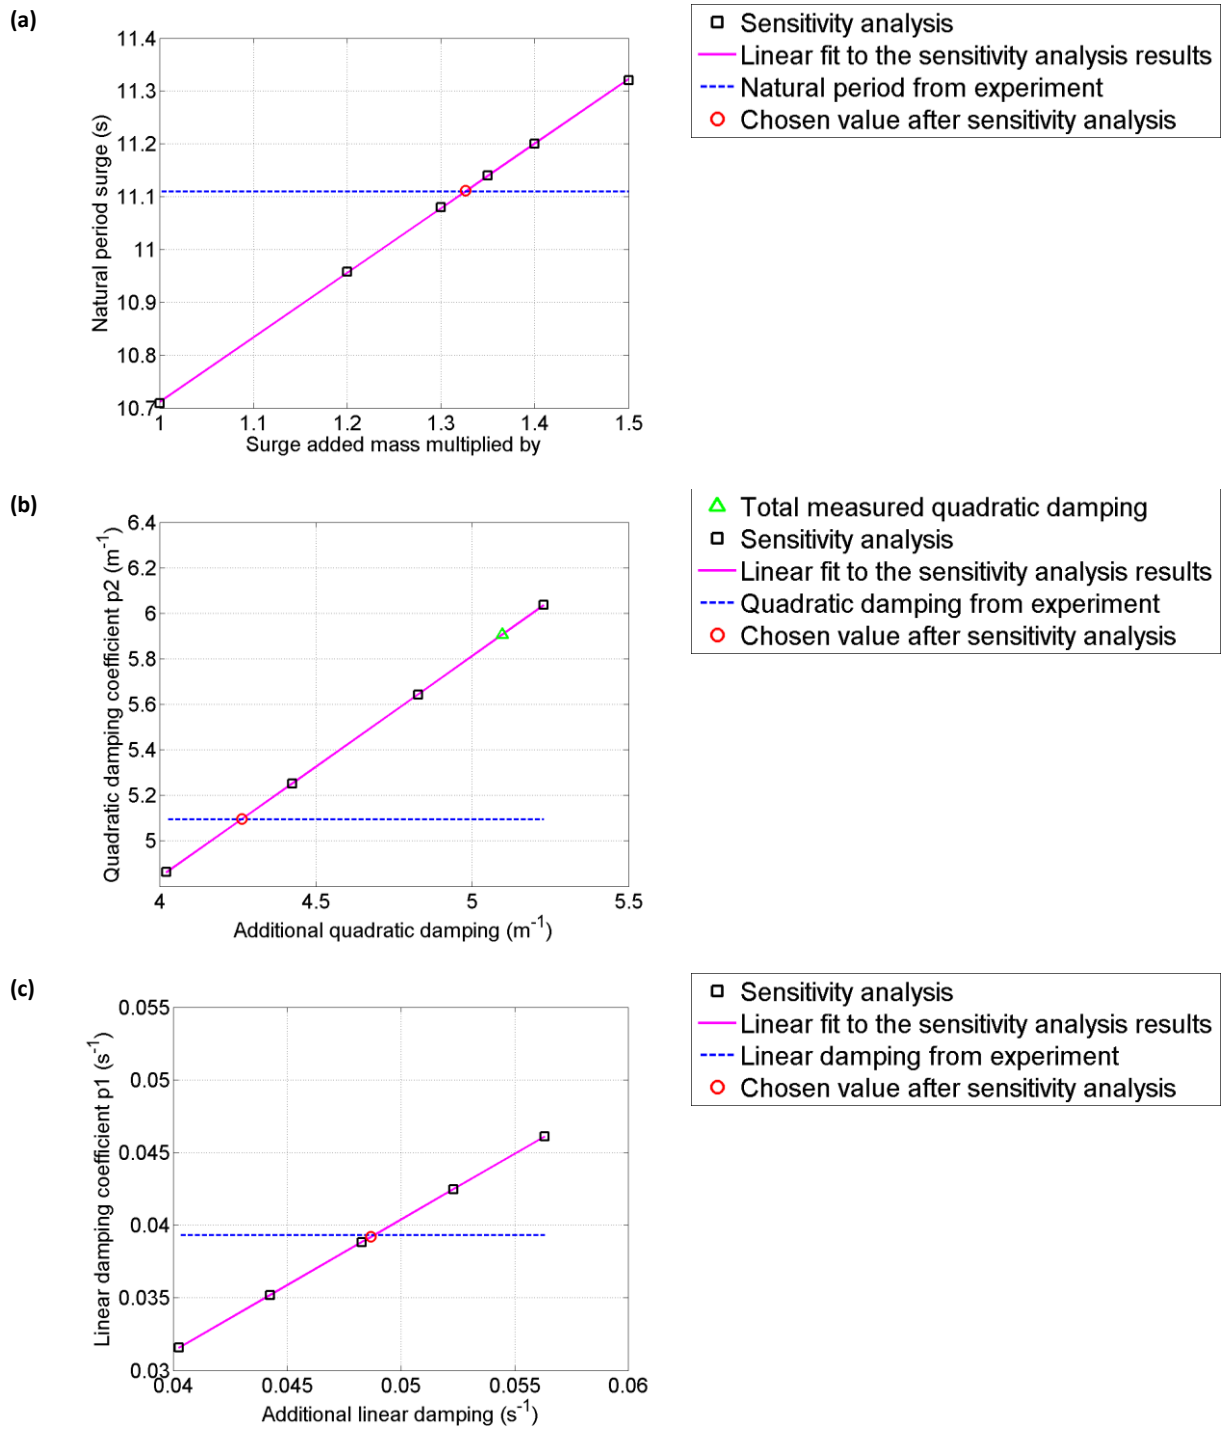 (a)
11.4
11.3
11.2
11.1
11
10.9
10.8
10.7
Natural period surge (s)
1
1.1
1.2
1.3
1.4
1.5
Surge added mass multiplied by
Sensitivity analysis
Linear fit to the sensitivity analysis results
Natural period from experiment
Chosen value after sensitivity analysis
(b)
6.4
6.2
6
5.8
5.6
5.4
5.2
5
Quadratic damping coefficient p2 (m⁻¹)
4
4.5
5
5.5
Additional quadratic damping (m⁻¹)
Total measured quadratic damping
Sensitivity analysis
Linear fit to the sensitivity analysis results
Quadratic damping from experiment
Chosen value after sensitivity analysis
(c)
0.055
0.05
0.045
0.04
0.035
0.03
Linear damping coefficient p1 (s⁻¹)
0.04
0.045
0.05
0.055
0.06
Additional linear damping (s⁻¹)
Sensitivity analysis
Linear fit to the sensitivity analysis results
Linear damping from experiment
Chosen value after sensitivity analysis